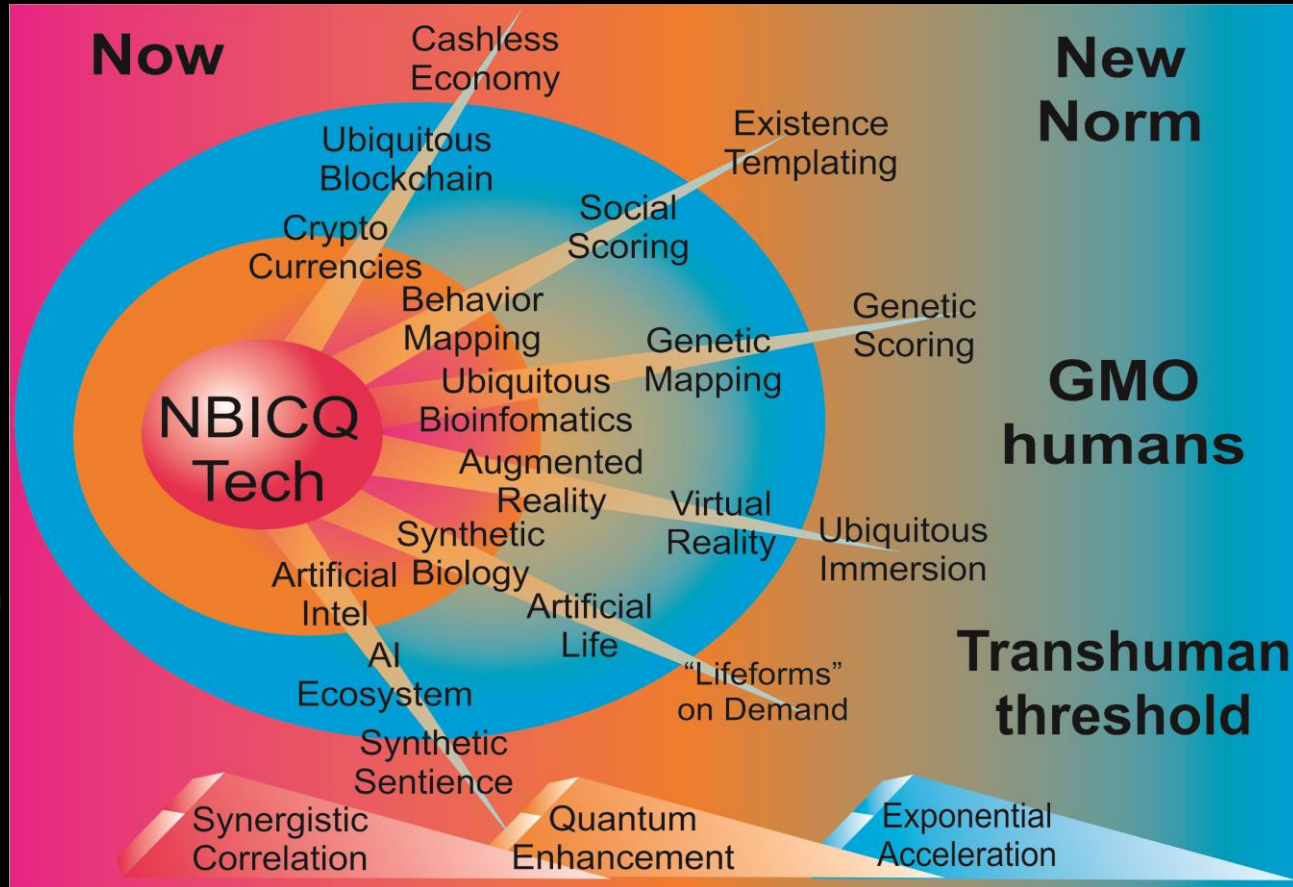 Now
Cashless
Economy
New
Norm
Ubiquitous
Blockchain
Existence
Templating
Crypto
Currencies
Social
Scoring
Behavior
Mapping
Genetic
Mapping
Genetic
Scoring
Ubiquitous
Bioinfomatics
GMO
humans
NBICQ
Tech
Augmented
Reality
Virtual
Reality
Ubiquitous
Immersion
Synthetic
Biology
Artificial
Intel
Artificial
Life
AI
Ecosystem
"Lifeforms"
on Demand
Transhuman
threshold
Synthetic
Sentience
Synergistic
Correlation
Quantum
Enhancement
Exponential
Acceleration